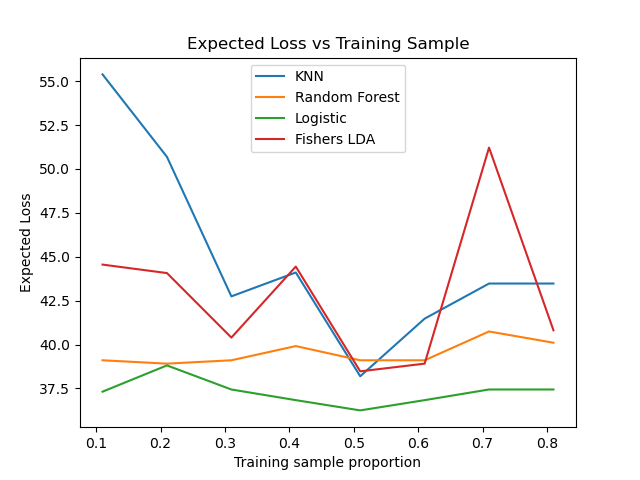 Expected Loss vs Training Sample
KNN
Random Forest
Logistic
Fishers LDA
55.0
52.5
50.0
47.5
45.0
42.5
40.0
37.5
Expected Loss
0.1 0.2 0.3 0.4 0.5 0.6 0.7 0.8
Training sample proportion